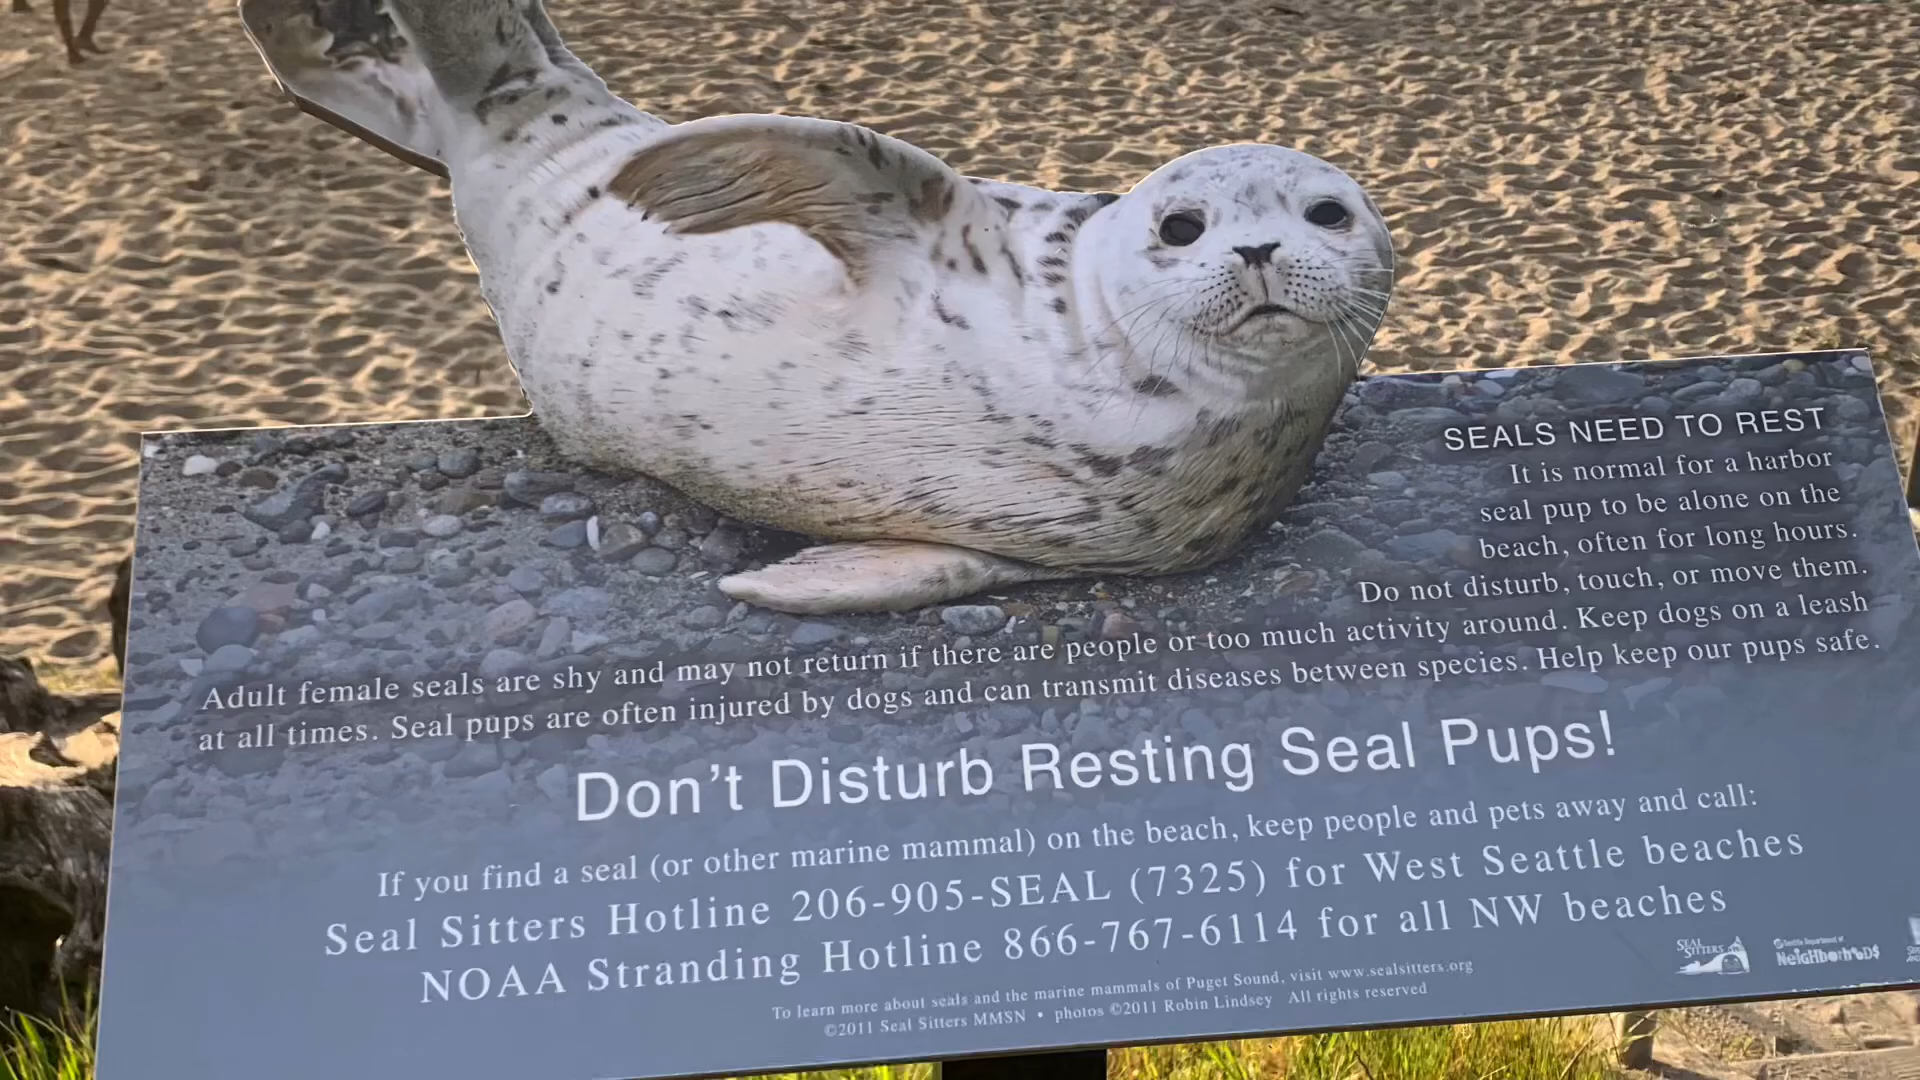 SEALS NEED TO REST
It is normal for a harbor
seal pup to be alone on the
beach, often for long hours.
Do not disturb, touch, or move them.
Adult female seals are shy and may not return if there are people or too much activity around. Keep dogs on a leash
at all times. Seal pups are often injured by dogs and can transmit diseases between species. Help keep our pups safe.
Don't Disturb Resting Seal Pups!
If you find a seal (or other marine mammal) on the beach, keep people and pets away and call:
Seal Sitters Hotline 206-905-SEAL (7325) for West Seattle beaches
NOAA Stranding Hotline 866-767-6114 for all NW beaches
To learn more about seals and the marine mammals of Puget Sound, visit www.sealsitters.org
©2011 Seal Sitters MMSN • photos ©2011 Robin Lindsey All rights reserved
SEAL
SITTERS
Seattle Department of
NeiGHborhoODS